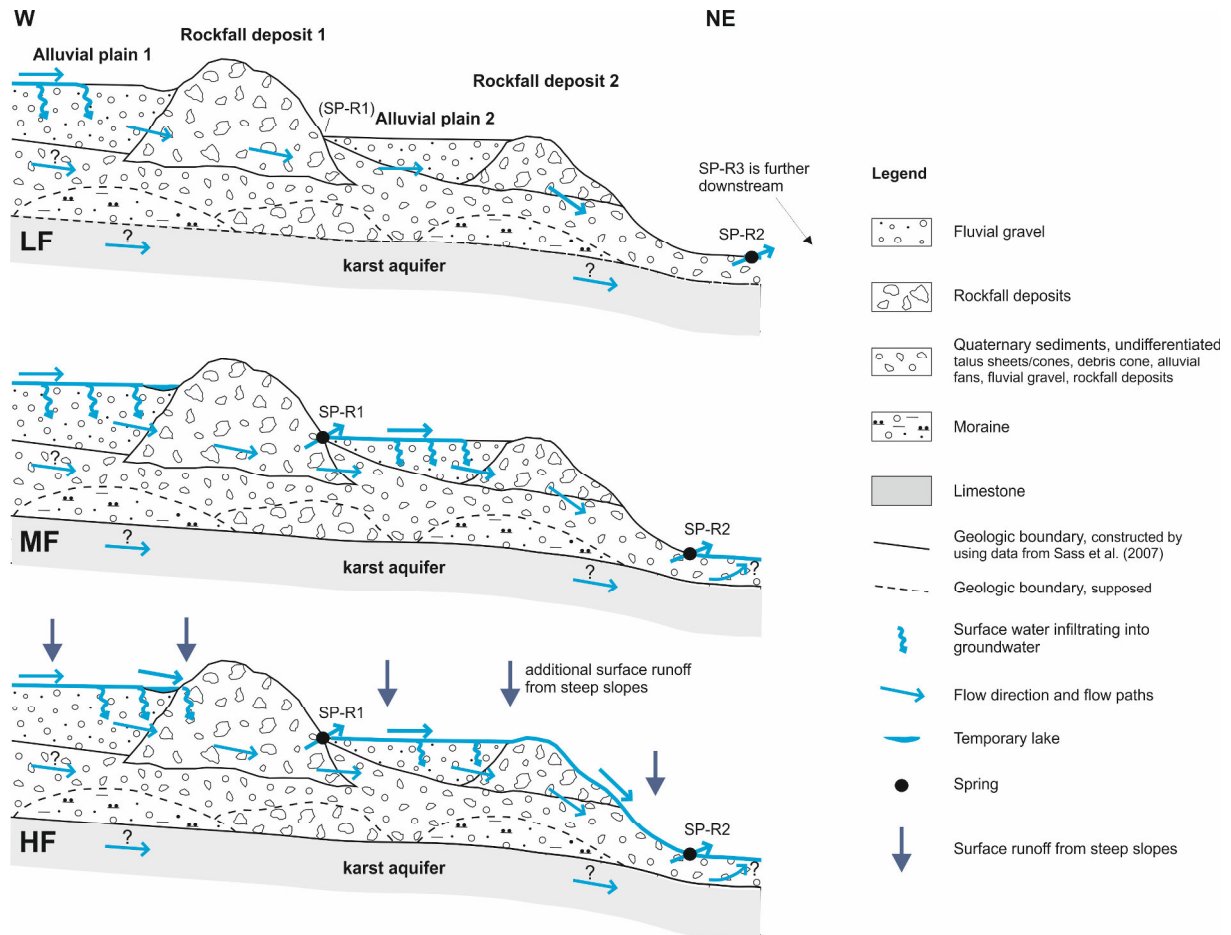 W
NE
Rockfall deposit 1
Alluvial plain 1
Rockfall deposit 2
(SP-R1)
Alluvial plain 2
SP-R3 is further
downstream
?
SP-R2
?
LF
karst aquifer
?
SP-R1
?
SP-R2
?
MF
?
karst aquifer
?
additional surface runoff
from steep slopes
SP-R1
?
SP-R2
?
HF
?
karst aquifer
?
Legend
Fluvial gravel
Rockfall deposits
Quaternary sediments, undifferentiated
talus sheets/cones, debris cone, alluvial
fans, fluvial gravel, rockfall deposits
Moraine
Limestone
Geologic boundary, constructed by
using data from Sass et al. (2007)
Geologic boundary, supposed
Surface water infiltrating into
groundwater
Flow direction and flow paths
Temporary lake
Spring
Surface runoff from steep slopes